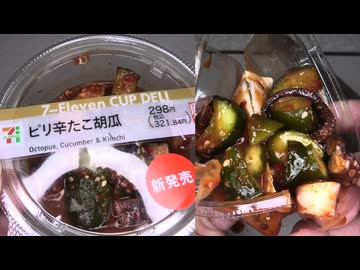 7-Eleven CUP DELI
ピリ辛たこ胡瓜
298円
税込
(321.84円)
Octopus, Cucumber & Kimchi
新発売